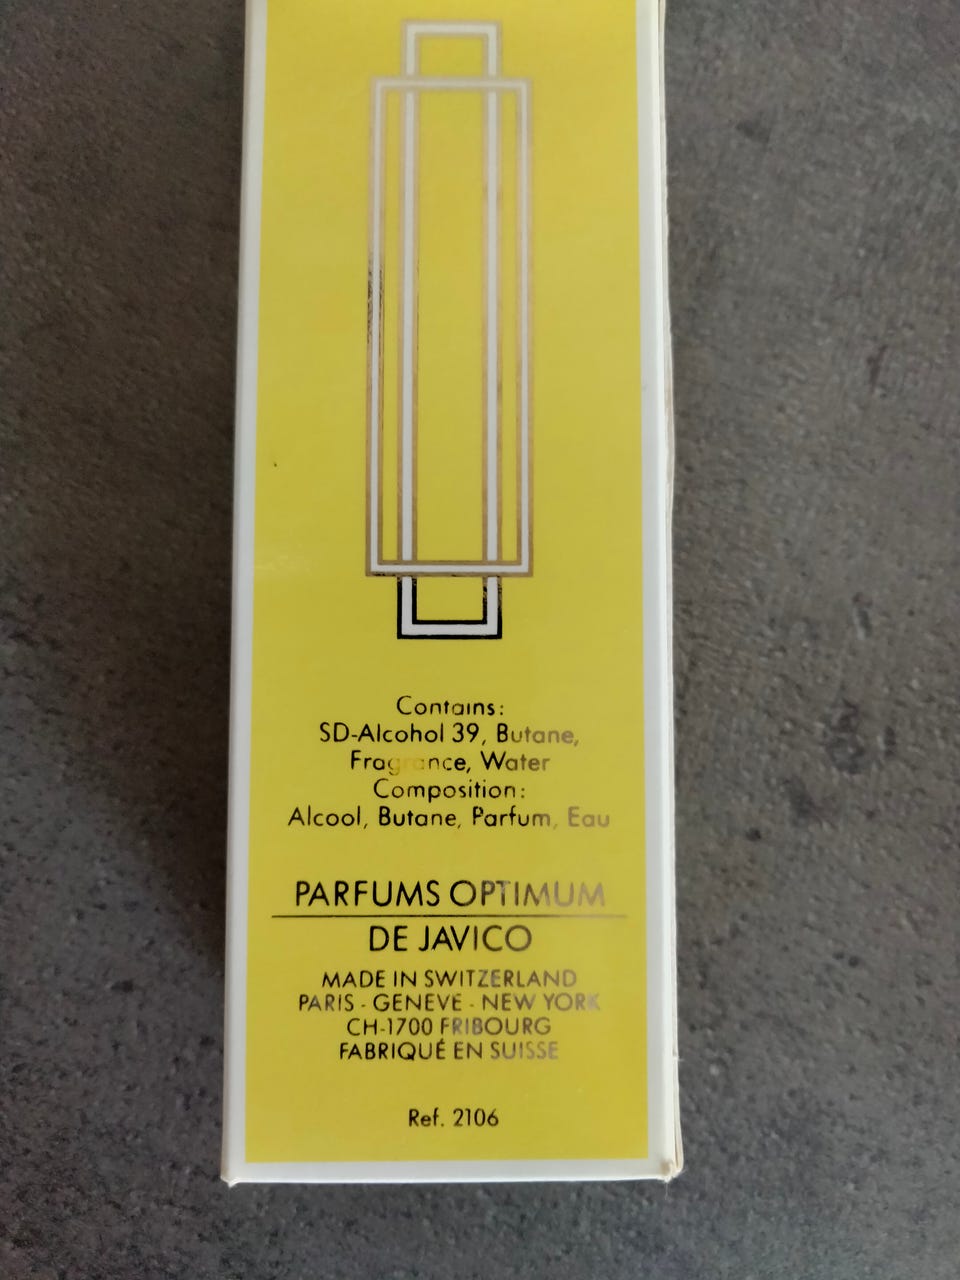 Contains:
SD-Alcohol 39, Butane,
Fragrance, Water
Composition:
Alcool, Butane, Parfum, Eau
PARFUMS OPTIMUM
DE JAVICO
MADE IN SWITZERLAND
PARIS - GENEVE - NEW YORK
CH-1700 FRIBOURG
FABRIQUÉ EN SUISSE
Ref. 2106